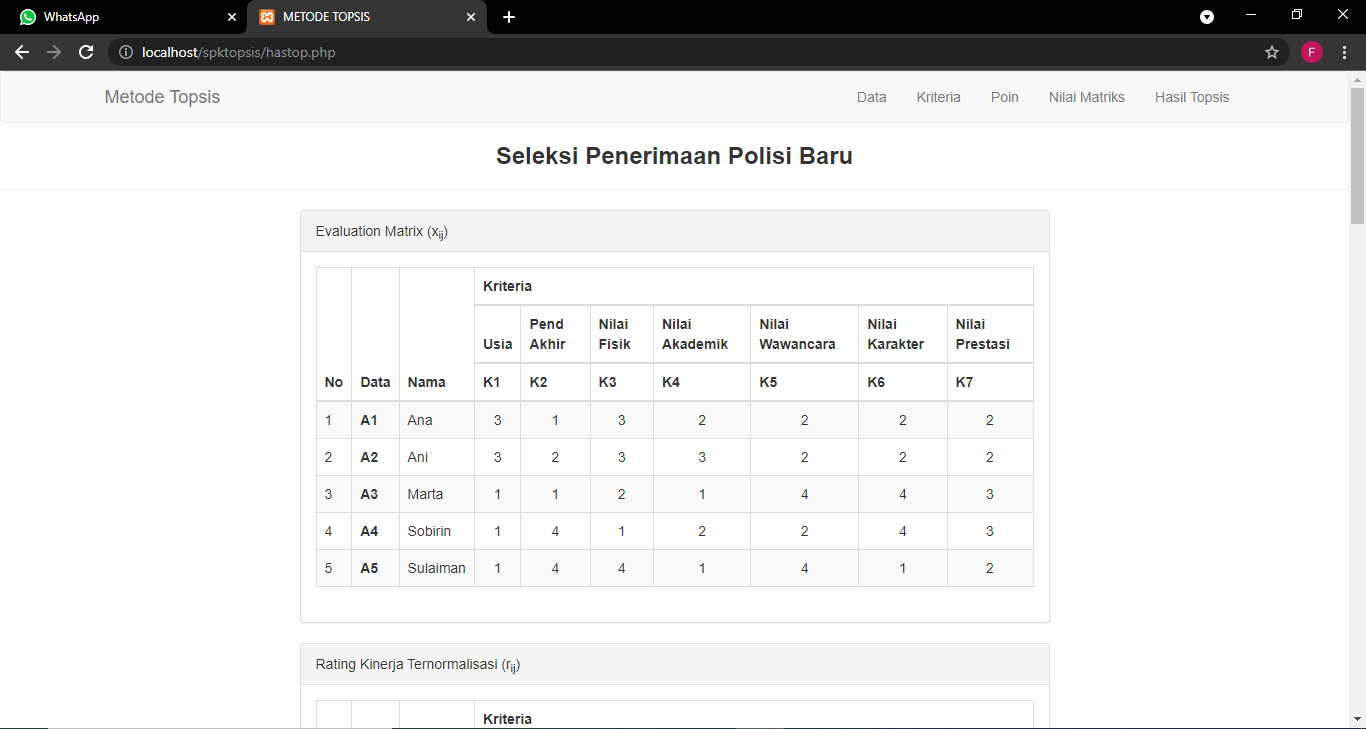 WhatsApp
METODE TOPSIS
localhost/spktopsis/hastop.php
F
Metode Topsis
Data Kriteria Poin Nilai Matriks Hasil Topsis
Seleksi Penerimaan Polisi Baru
Evaluation Matrix (xij)
Kriteria
Usia Pend Akhir Nilai Fisik Nilai Akademik Nilai Wawancara Nilai Karakter Nilai Prestasi
No Data Nama K1 K2 K3 K4 K5 K6 K7
1 A1 Ana 3 1 3 2 2 2 2
2 A2 Ani 3 2 3 3 2 2 2
3 A3 Marta 1 1 2 1 4 4 3
4 A4 Sobirin 1 4 1 2 2 4 3
5 A5 Sulaiman 1 4 4 1 4 1 2
Rating Kinerja Ternormalisasi (rij)
Kriteria